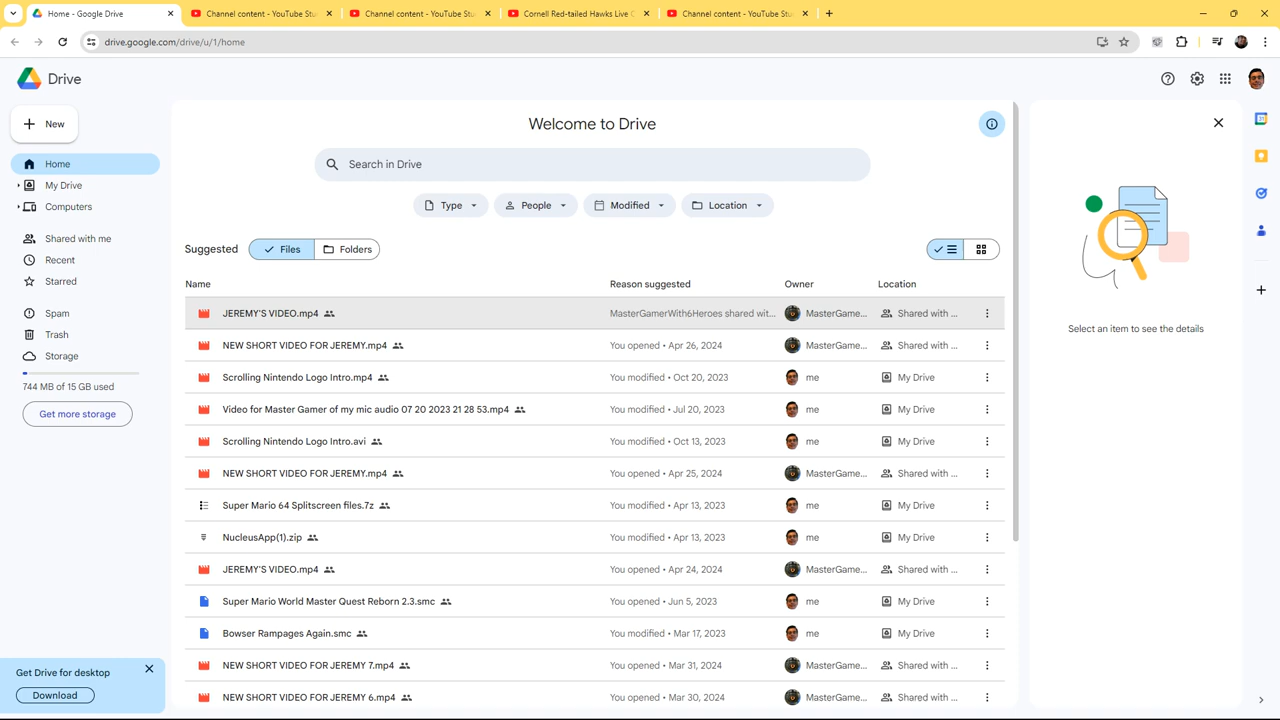 Home - Google Drive
Channel content - YouTube Stu
Channel content - YouTube Stu
Cornell Red-tailed Hawks Live C
Channel content - YouTube Stu
drive.google.com/drive/u/1/home
Drive
New
Home
My Drive
Computers
Shared with me
Recent
Starred
Spam
Trash
Storage
744 MB of 15 GB used
Get more storage
Get Drive for desktop
Download
Welcome to Drive
Search in Drive
Type People Modified Location
Suggested Files Folders
Name Reason suggested Owner Location
JEREMY'S VIDEO.mp4 MasterGamerWith6Heroes shared wit... MasterGame... Shared with ...
NEW SHORT VIDEO FOR JEREMY.mp4 You opened • Apr 26, 2024 MasterGame... Shared with ...
Scrolling Nintendo Logo Intro.mp4 You modified • Oct 20, 2023 me My Drive
Video for Master Gamer of my mic audio 07 20 2023 21 28 53.mp4 You modified • Jul 20, 2023 me My Drive
Scrolling Nintendo Logo Intro.avi You modified • Oct 13, 2023 me My Drive
NEW SHORT VIDEO FOR JEREMY.mp4 You opened • Apr 25, 2024 MasterGame... Shared with ...
Super Mario 64 Splitscreen files.7z You modified • Apr 13, 2023 me My Drive
NucleusApp(1).zip You modified • Apr 13, 2023 me My Drive
JEREMY'S VIDEO.mp4 You opened • Apr 24, 2024 MasterGame... Shared with ...
Super Mario World Master Quest Reborn 2.3.smc You opened • Jun 5, 2023 me My Drive
Bowser Rampages Again.smc You modified • Mar 17, 2023 me My Drive
NEW SHORT VIDEO FOR JEREMY 7.mp4 You opened • Mar 31, 2024 MasterGame... Shared with ...
NEW SHORT VIDEO FOR JEREMY 6.mp4 You opened • Mar 30, 2024 MasterGame... Shared with ...
Select an item to see the details